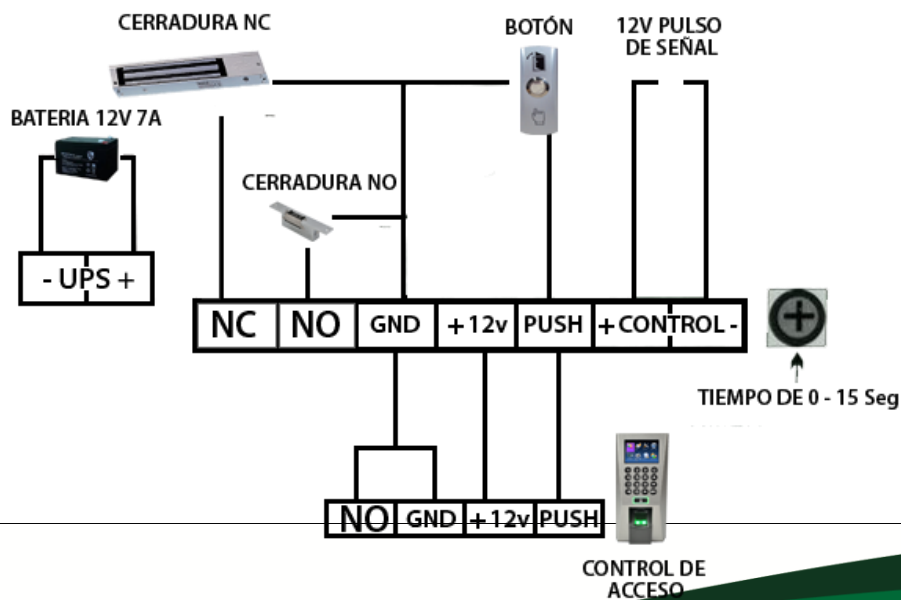 CERRADURA NC
BOTÓN
12V PULSO
DE SEÑAL
BATERIA 12V 7A
CERRADURA NO
- UPS +
NC NO GND +12v PUSH +CONTROL-
TIEMPO DE 0 - 15 Seg
NO GND +12v PUSH
CONTROL DE
ACCESO